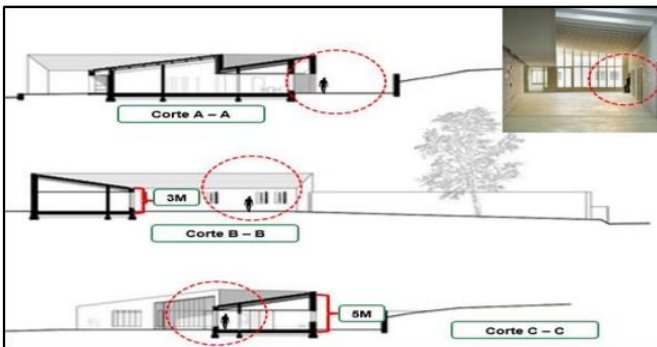 Corte A – A
3M
Corte B – B
5M
Corte C – C